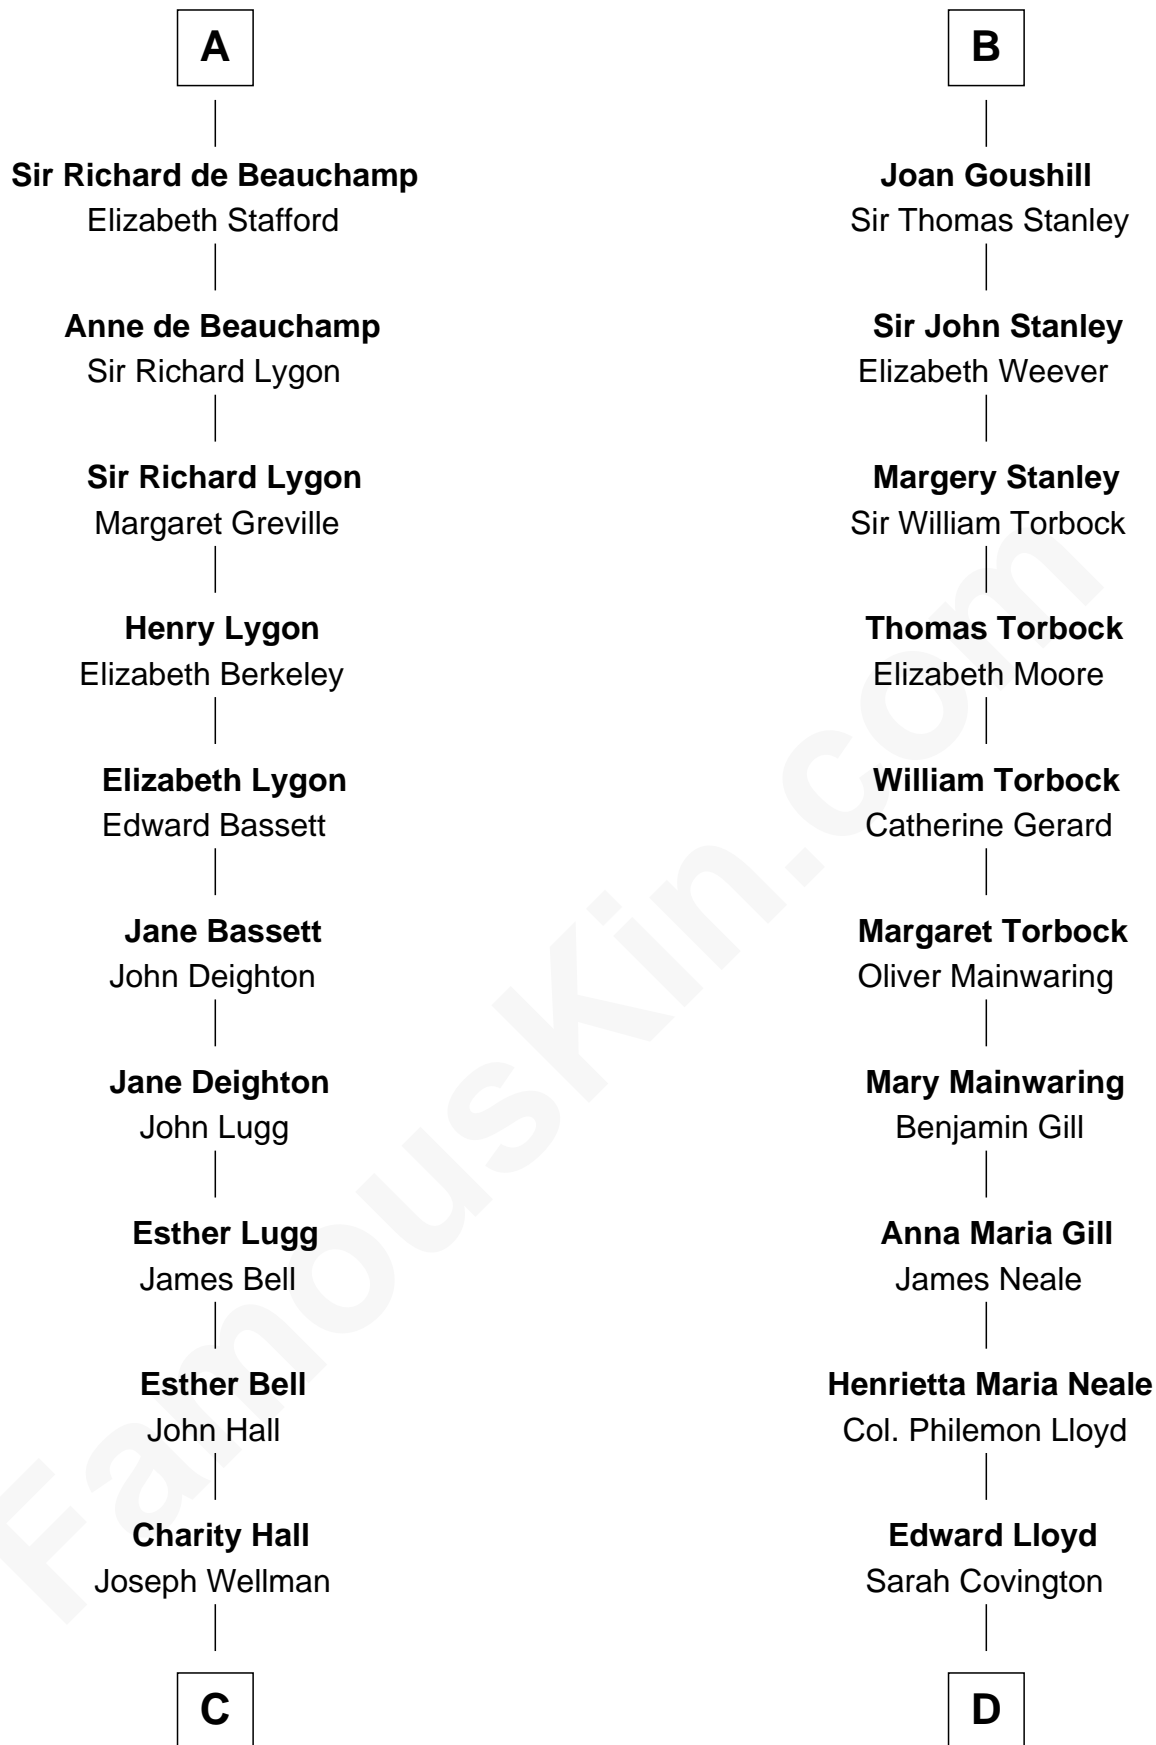 A
Sir Richard de Beauchamp
Elizabeth Stafford
Anne de Beauchamp
Sir Richard Lygon
Sir Richard Lygon
Margaret Greville
Henry Lygon
Elizabeth Berkeley
Elizabeth Lygon
Edward Bassett
Jane Bassett
John Deighton
Jane Deighton
John Lugg
Esther Lugg
James Bell
Esther Bell
John Hall
Charity Hall
Joseph Wellman
C
B
Joan Goushill
Sir Thomas Stanley
Sir John Stanley
Elizabeth Weever
Margery Stanley
Sir William Torbock
Thomas Torbock
Elizabeth Moore
William Torbock
Catherine Gerard
Margaret Torbock
Oliver Mainwaring
Mary Mainwaring
Benjamin Gill
Anna Maria Gill
James Neale
Henrietta Maria Neale
Col. Philemon Lloyd
Edward Lloyd
Sarah Covington
D
FamousKin.com